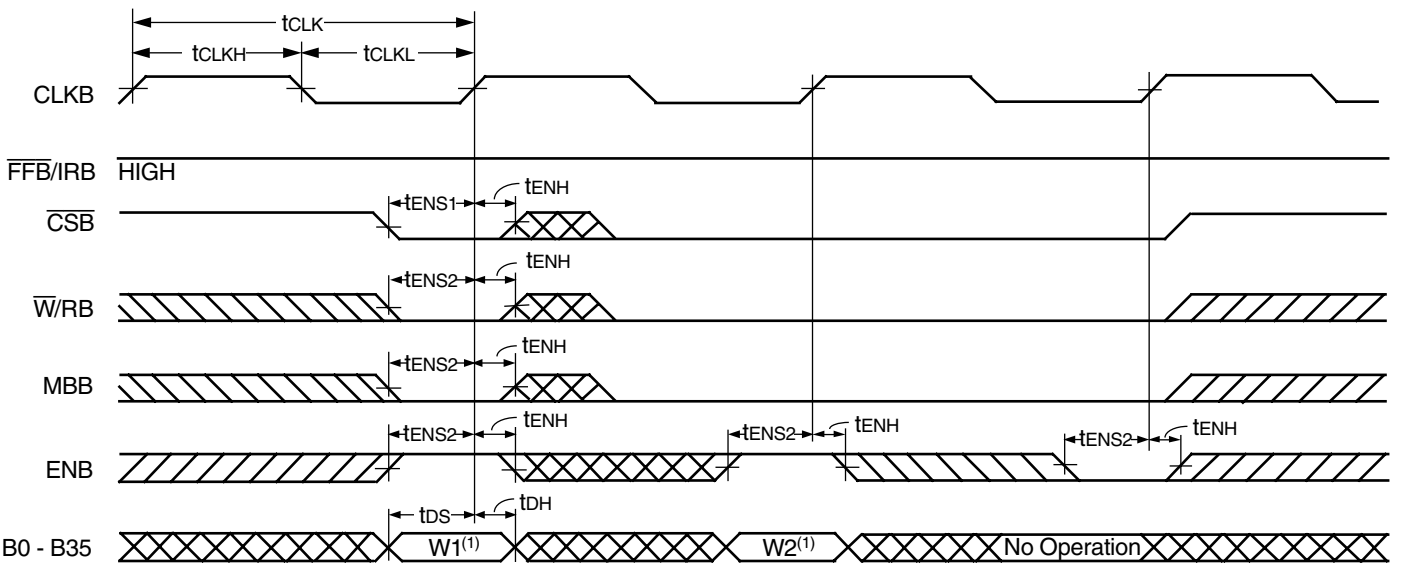 tCLK
tCLKH tCLKL
CLKB
FFB/IRB HIGH
tENS1 tENH
CSB
tENS2 tENH
W/RB
tENS2 tENH
MBB
tENS2 tENH tENS2 tENH tENS2 tENH
ENB
tDS tDH
B0 - B35 W1(1) W2(1) No Operation